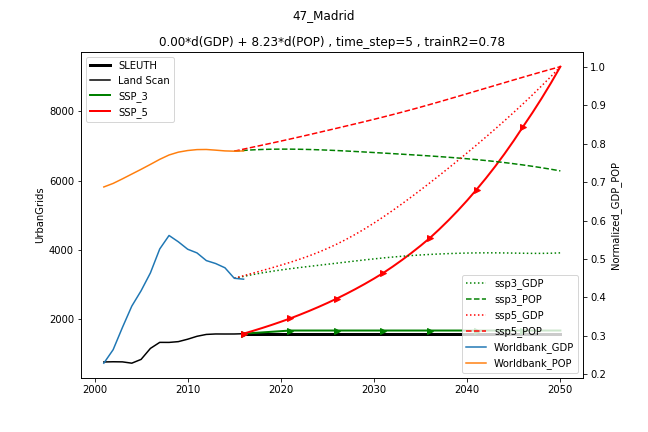 47_Madrid
0.00*d(GDP) + 8.23*d(POP) , time_step=5 , trainR2=0.78
SLEUTH
Land Scan
SSP_3
SSP_5
8000
6000
4000
2000
UrbanGrids
1.0
0.9
0.8
0.7
0.6
0.5
0.4
0.3
0.2
Normalized_GDP_POP
ssp3_GDP
ssp3_POP
ssp5_GDP
ssp5_POP
Worldbank_GDP
Worldbank_POP
2000 2010 2020 2030 2040 2050